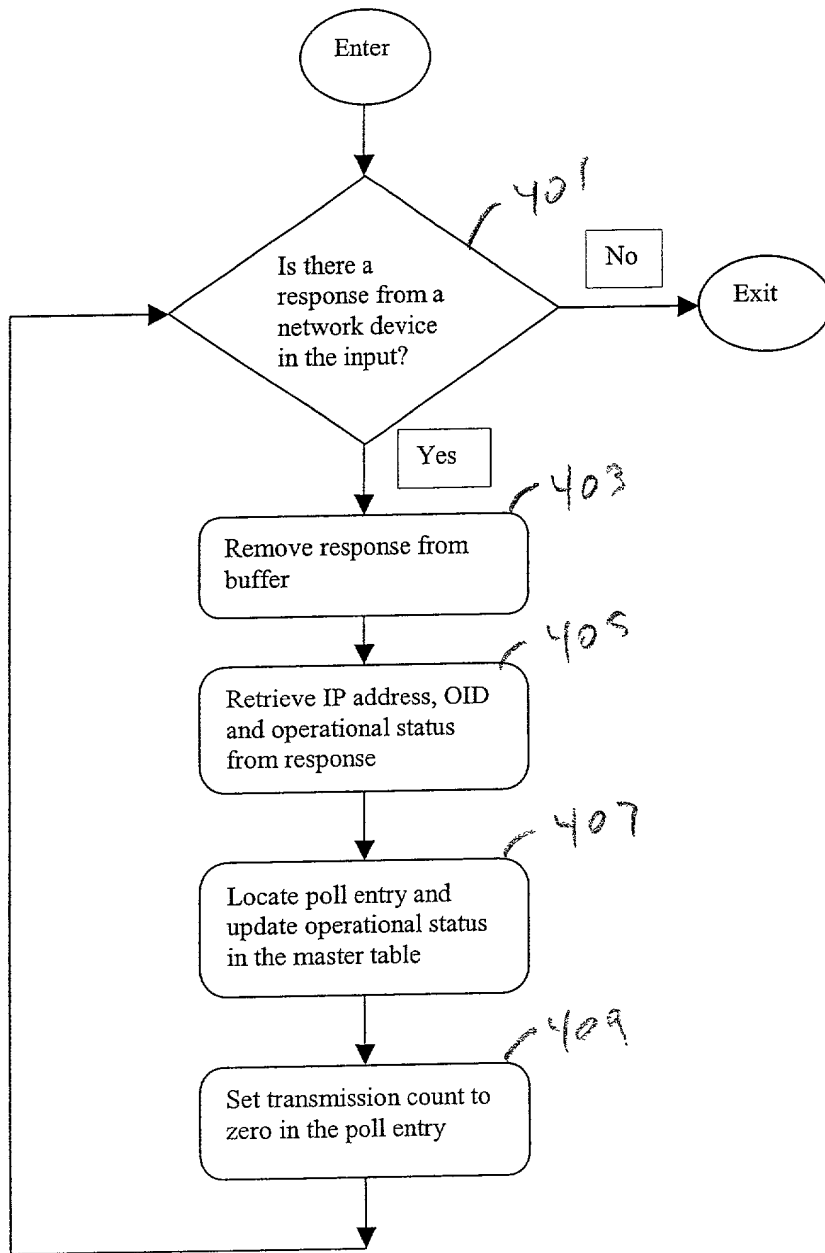 Enter
401
Is there a
response from a
network device
in the input?
No
Exit
Yes
403
Remove response from
buffer
405
Retrieve IP address, OID
and operational status
from response
407
Locate poll entry and
update operational status
in the master table
409
Set transmission count to
zero in the poll entry